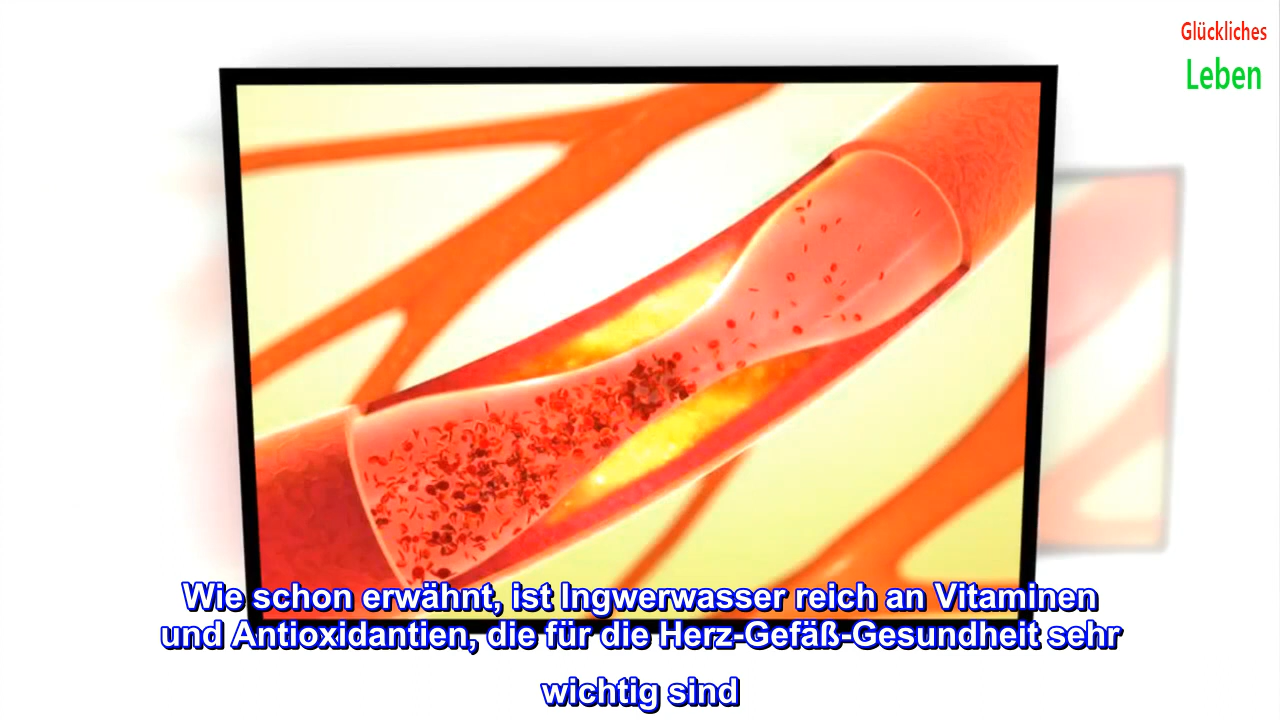 Glückliches
Leben
Wie schon erwähnt, ist Ingwerwasser reich an Vitaminen
und Antioxidantien, die für die Herz-Gefäß-Gesundheit sehr
wichtig sind